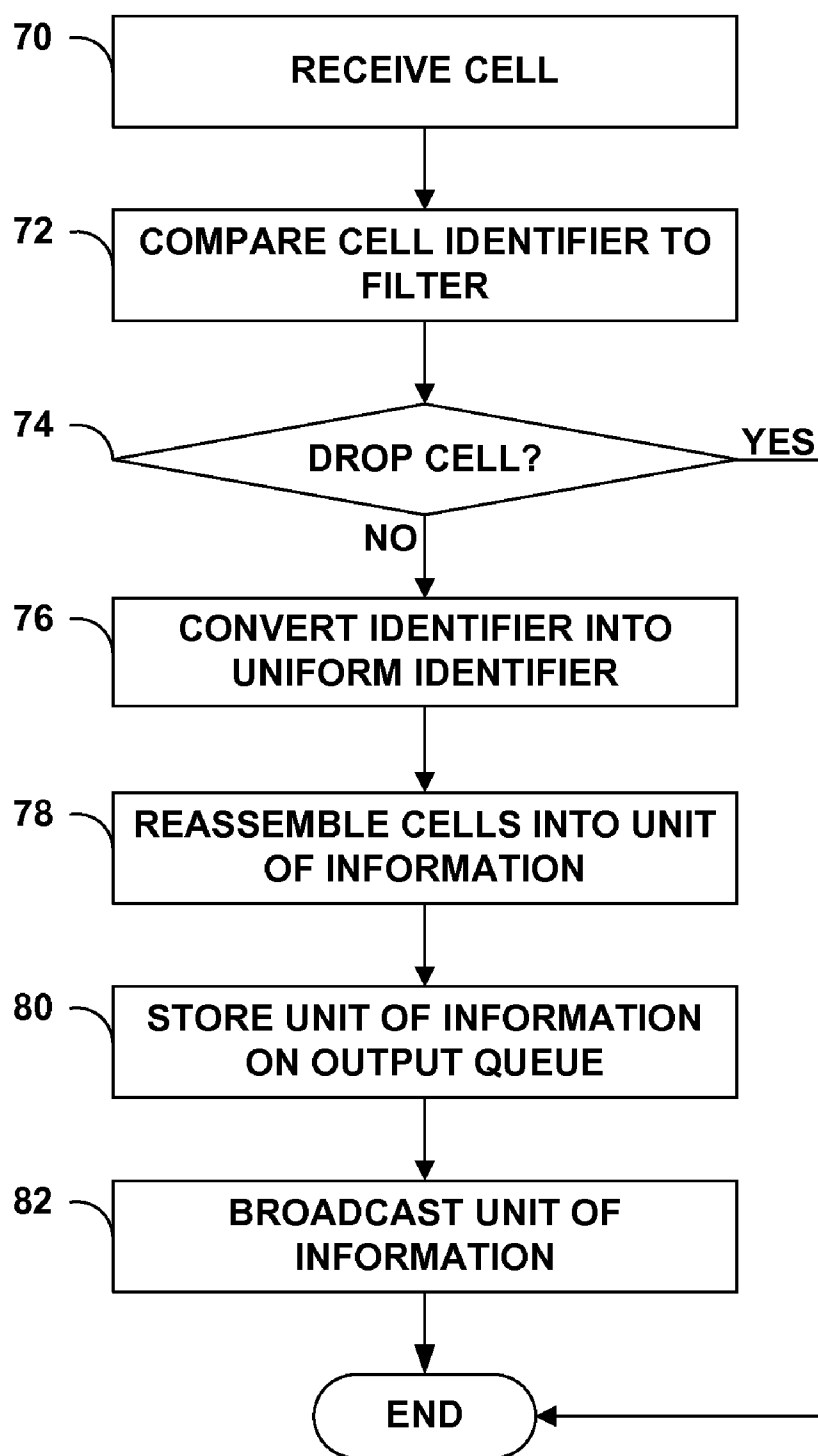 70
RECEIVE CELL
72
COMPARE CELL IDENTIFIER TO
FILTER
74
DROP CELL?
YES
NO
76
CONVERT IDENTIFIER INTO
UNIFORM IDENTIFIER
78
REASSEMBLE CELLS INTO UNIT
OF INFORMATION
80
STORE UNIT OF INFORMATION
ON OUTPUT QUEUE
82
BROADCAST UNIT OF
INFORMATION
END